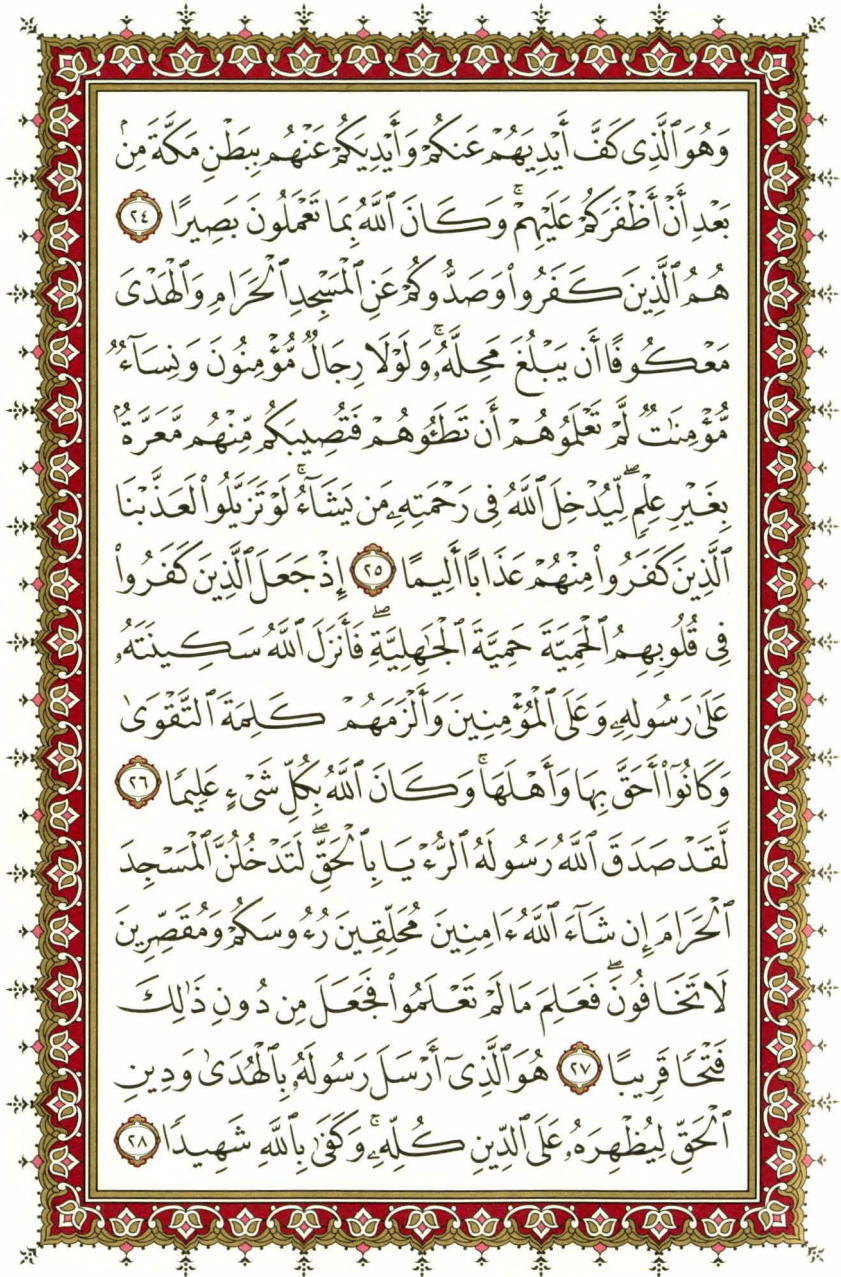 وَهُوَ ٱلَّذِى كَفَّ أَيْدِيَهُمْ عَنكُمْ وَأَيْدِيَكُمْ عَنْهُم بِبَطْنِ مَكَّةَ مِنۢ
بَعْدِ أَنْ أَظْفَرَكُمْ عَلَيْهِمْ ۚ وَكَانَ ٱللَّهُ بِمَا تَعْمَلُونَ بَصِيرًا ٢٤
هُمُ ٱلَّذِينَ كَفَرُوا۟ وَصَدُّوكُمْ عَنِ ٱلْمَسْجِدِ ٱلْحَرَامِ وَٱلْهَدْىَ
مَعْكُوفًا أَن يَبْلُغَ مَحِلَّهُۥ ۚ وَلَوْلَا رِجَالٌ مُّؤْمِنُونَ وَنِسَآءٌ
مُّؤْمِنَٰتٌ لَّمْ تَعْلَمُوهُمْ أَن تَطَـُٔوهُمْ فَتُصِيبَكُم مِّنْهُم مَّعَرَّةٌۢ
بِغَيْرِ عِلْمٍ ۖ لِّيُدْخِلَ ٱللَّهُ فِى رَحْمَتِهِۦ مَن يَشَآءُ ۚ لَوْ تَزَيَّلُوا۟ لَعَذَّبْنَا
ٱلَّذِينَ كَفَرُوا۟ مِنْهُمْ عَذَابًا أَلِيمًا ٢٥ إِذْ جَعَلَ ٱلَّذِينَ كَفَرُوا۟
فِى قُلُوبِهِمُ ٱلْحَمِيَّةَ حَمِيَّةَ ٱلْجَٰهِلِيَّةِ ۖ فَأَنزَلَ ٱللَّهُ سَكِينَتَهُۥ
عَلَىٰ رَسُولِهِۦ وَعَلَى ٱلْمُؤْمِنِينَ وَأَلْزَمَهُمْ كَلِمَةَ ٱلتَّقْوَىٰ
وَكَانُوٓا۟ أَحَقَّ بِهَا وَأَهْلَهَا ۚ وَكَانَ ٱللَّهُ بِكُلِّ شَىْءٍ عَلِيمًا ٢٦
لَّقَدْ صَدَقَ ٱللَّهُ رَسُولَهُ ٱلرُّءْيَا بِٱلْحَقِّ ۖ لَتَدْخُلُنَّ ٱلْمَسْجِدَ
ٱلْحَرَامَ إِن شَآءَ ٱللَّهُ ءَامِنِينَ مُحَلِّقِينَ رُءُوسَكُمْ وَمُقَصِّرِينَ
لَا تَخَافُونَ ۖ فَعَلِمَ مَا لَمْ تَعْلَمُوا۟ فَجَعَلَ مِن دُونِ ذَٰلِكَ
فَتْحًا قَرِيبًا ٢٧ هُوَ ٱلَّذِىٓ أَرْسَلَ رَسُولَهُۥ بِٱلْهُدَىٰ وَدِينِ
ٱلْحَقِّ لِيُظْهِرَهُۥ عَلَى ٱلدِّينِ كُلِّهِۦ ۚ وَكَفَىٰ بِٱللَّهِ شَهِيدًا ٢٨